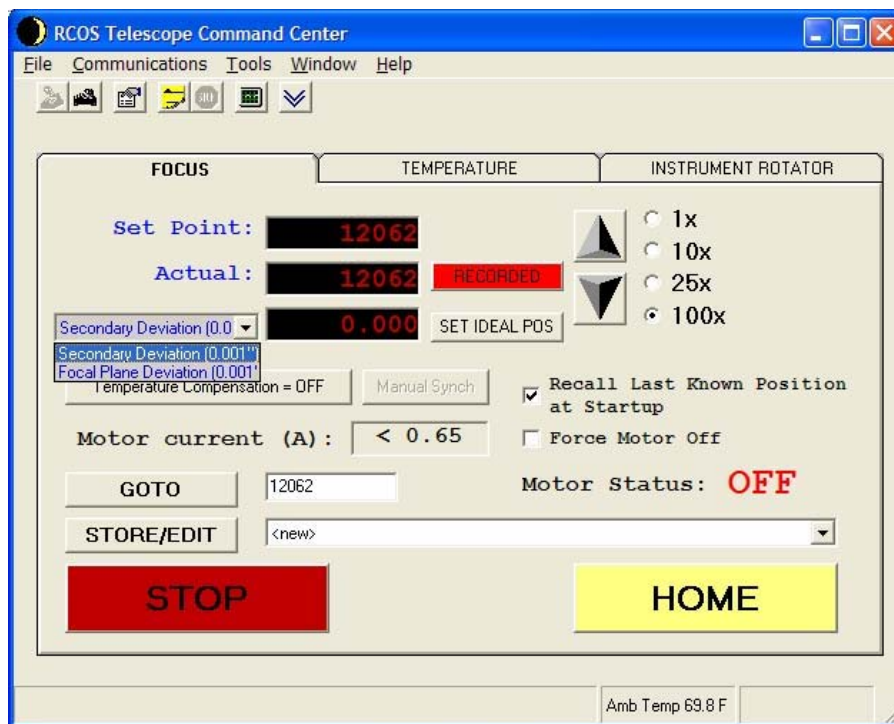 RCOS Telescope Command Center
File Communications Tools Window Help
FOCUS TEMPERATURE INSTRUMENT ROTATOR
Set Point: 12062
1x
10x
Actual: 12062 RECORDED
25x
Secondary Deviation (0.0 0.000 SET IDEAL POS
100x
Secondary Deviation (0.001")
Focal Plane Deviation (0.001'
Temperature Compensation = OFF Manual Synch
Recall Last Known Position
at Startup
Motor current (A): < 0.65 Force Motor Off
GOTO 12062 Motor Status: OFF
STORE/EDIT <new>
STOP HOME
Amb Temp 69.8 F